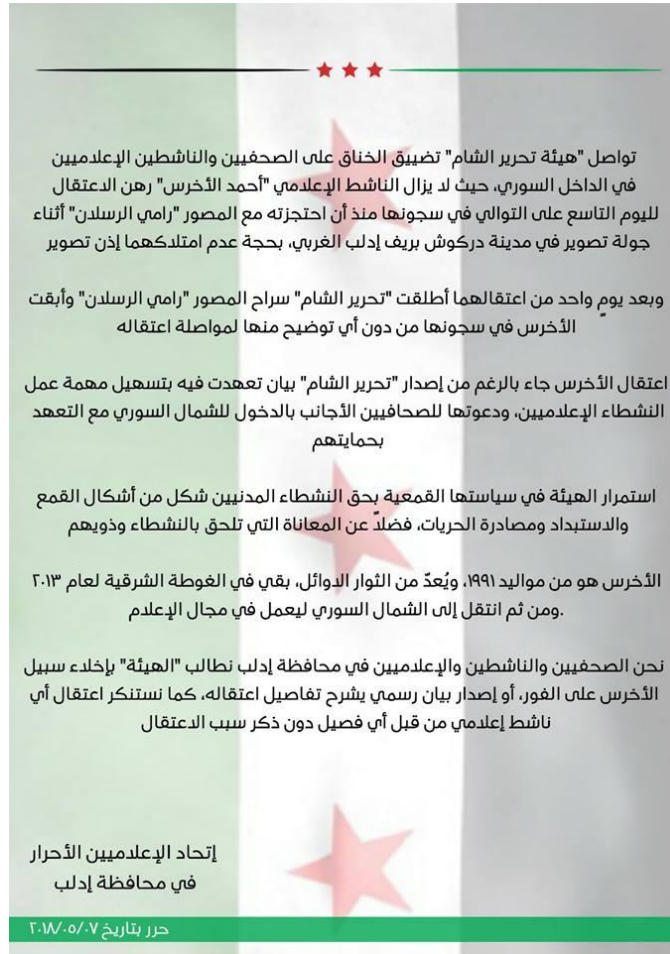 تواصل "هيئة تحرير الشام" تضييق الخناق على الصحفيين والناشطين الإعلاميين
في الداخل السوري، حيث لا يزال الناشط الإعلامي "أحمد الأخرس" رهن الاعتقال
لليوم التاسع على التوالي في سجونها منذ أن احتجزته مع المصور "رامي الرسلان" أثناء
جولة تصوير في مدينة دركوش بريف إدلب الغربي، بحجة عدم امتلاكهما إذن تصوير
وبعد يومٍ واحد من اعتقالهما أطلقت "تحرير الشام" سراح المصور "رامي الرسلان" وأبقت
الأخرس في سجونها من دون أي توضيح منها لمواصلة اعتقاله
اعتقال الأخرس جاء بالرغم من إصدار "تحرير الشام" بيان تعهدت فيه بتسهيل مهمة عمل
النشطاء الإعلاميين، ودعوتها للصحافيين الأجانب بالدخول للشمال السوري مع التعهد
بحمايتهم
استمرار الهيئة في سياستها القمعية بحق النشطاء المدنيين شكل من أشكال القمع
والاستبداد ومصادرة الحريات، فضلاً عن المعاناة التي تلحق بالنشطاء وذويهم
الأخرس هو من مواليد ١٩٩١، ويُعدّ من الثوار الاوائل، بقي في الغوطة الشرقية لعام ٢٠١٣
.ومن ثم انتقل إلى الشمال السوري ليعمل في مجال الإعلام
نحن الصحفيين والناشطين والإعلاميين في محافظة إدلب نطالب "الهيئة" بإخلاء سبيل
الأخرس على الفور، أو إصدار بيان رسمي يشرح تفاصيل اعتقاله، كما نستنكر اعتقال أي
ناشط إعلامي من قبل أي فصيل دون ذكر سبب الاعتقال
إتحاد الإعلاميين الأحرار
في محافظة إدلب
حرر بتاريخ ٢٠١٨/٠٥/٠٧